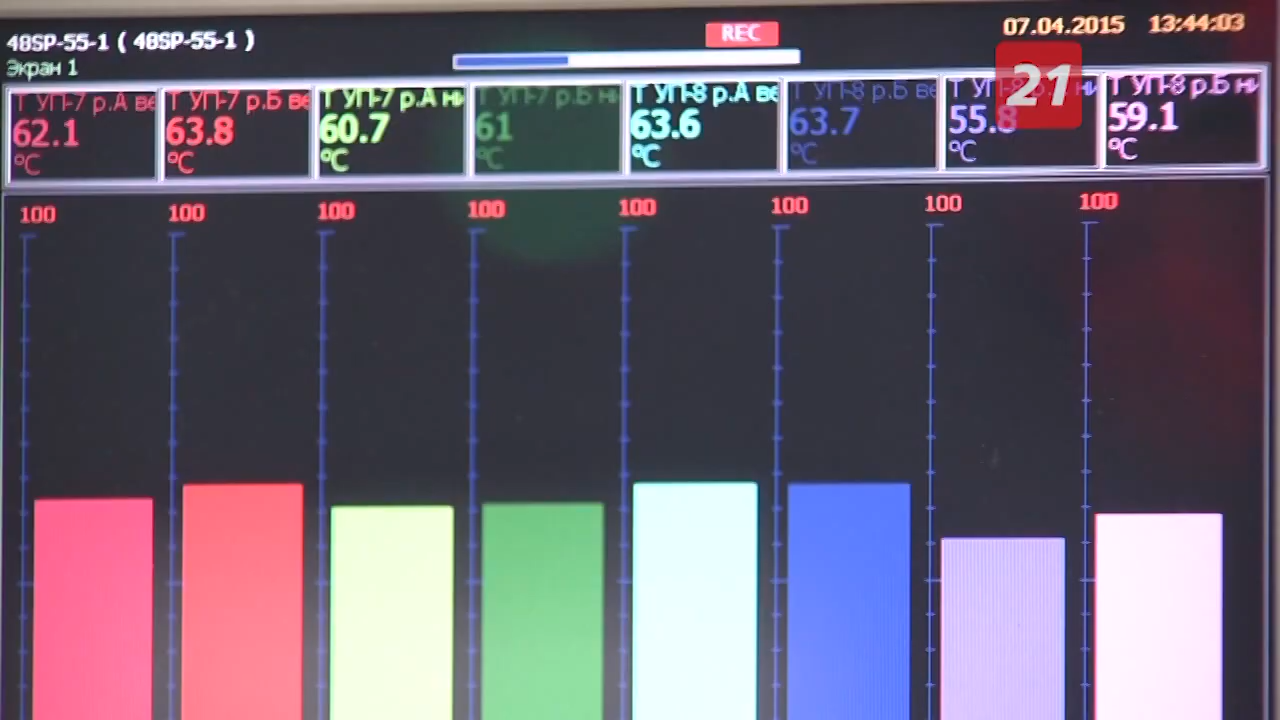 48SP-55-1 ( 48SP-55-1 )
REC
07.04.2015 13:44:03
Экран 1
21
Т УП-7 р.А ве
62.1
°C
Т УП-7 р.Б ве
63.8
°C
Т УП-7 р.А ни
60.7
°C
Т УП-7 р.Б ни
61
°C
Т УП-8 р.А ве
63.6
°C
Т УП-8 р.Б ве
63.7
°C
Т УП-8
55.8
°C
Т УП-8 р.Б ни
59.1
°C
100 100 100 100 100 100 100 100